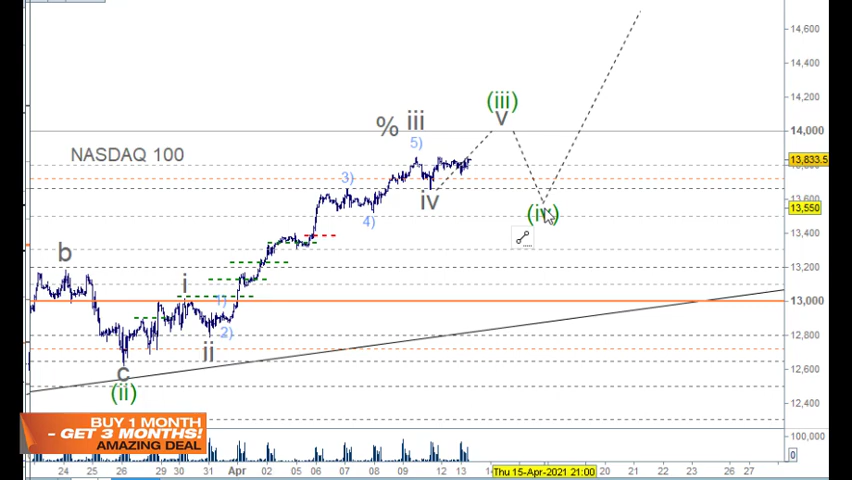 14,600
14,400
14,200
14,000
13,833.5
13,600
13,550
13,400
13,200
13,000
12,800
12,600
12,400
100,000
0
(iii)
v
% iii
5)
NASDAQ 100
3)
iv
4)
(iv)
b
i
1)
2)
ii
c
(ii)
BUY 1 MONTH
- GET 3 MONTHS!
AMAZING DEAL
24 25 26 29 30 31 Apr 02 05 06 07 08 09 12 13 Thu 15-Apr-2021 21:00 20 21 22 23 26 27